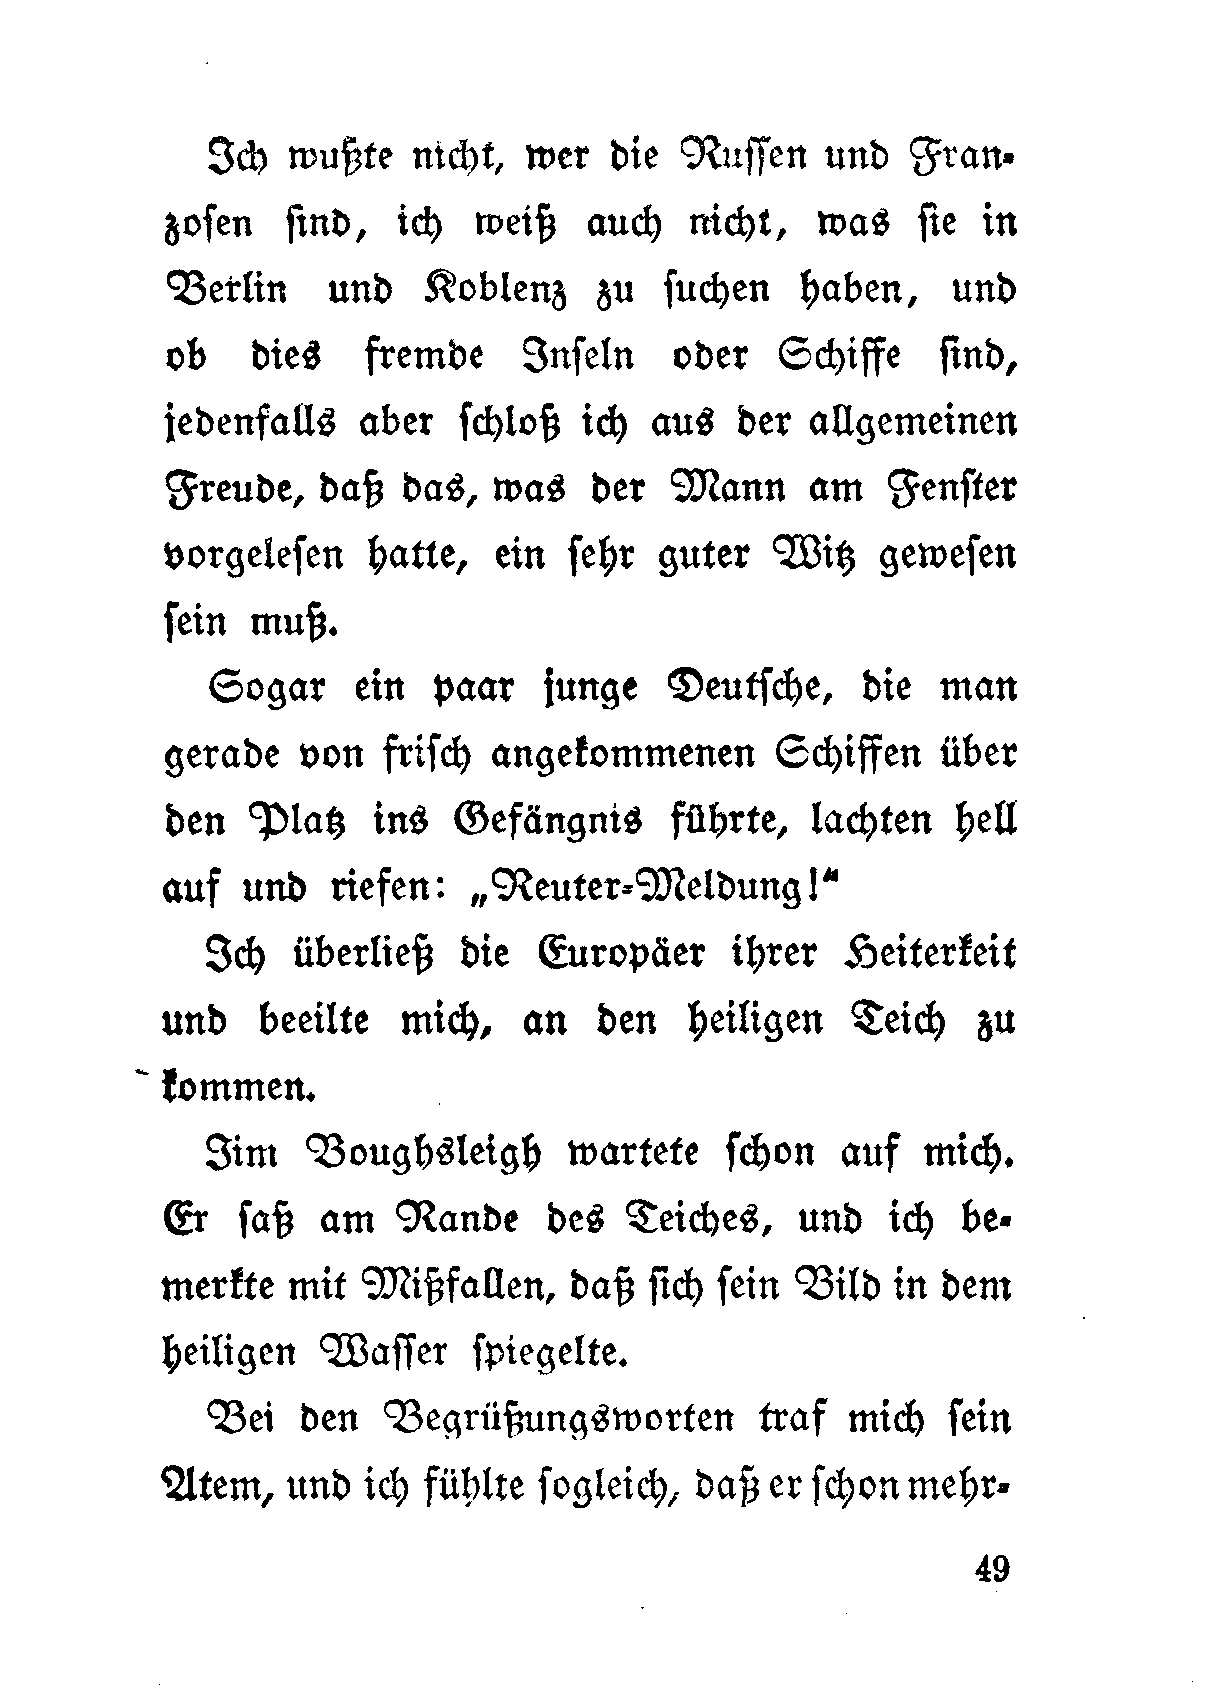 Ich wußte nicht, wer die Russen und Fran-
zosen sind, ich weiß auch nicht, was sie in
Berlin und Koblenz zu suchen haben, und
ob dies fremde Inseln oder Schiffe sind,
jedenfalls aber schloß ich aus der allgemeinen
Freude, daß das, was der Mann am Fenster
vorgelesen hatte, ein sehr guter Witz gewesen
sein muß.
Sogar ein paar junge Deutsche, die man
gerade von frisch angekommenen Schiffen über
den Platz ins Gefängnis führte, lachten hell
auf und riefen: „Reuter-Meldung!“
Ich überließ die Europäer ihrer Heiterkeit
und beeilte mich, an den heiligen Teich zu
kommen.
Jim Boughsleigh wartete schon auf mich.
Er saß am Rande des Teiches, und ich be-
merkte mit Mißfallen, daß sich sein Bild in dem
heiligen Wasser spiegelte.
Bei den Begrüßungsworten traf mich sein
Atem, und ich fühlte sogleich, daß er schon mehr-
49